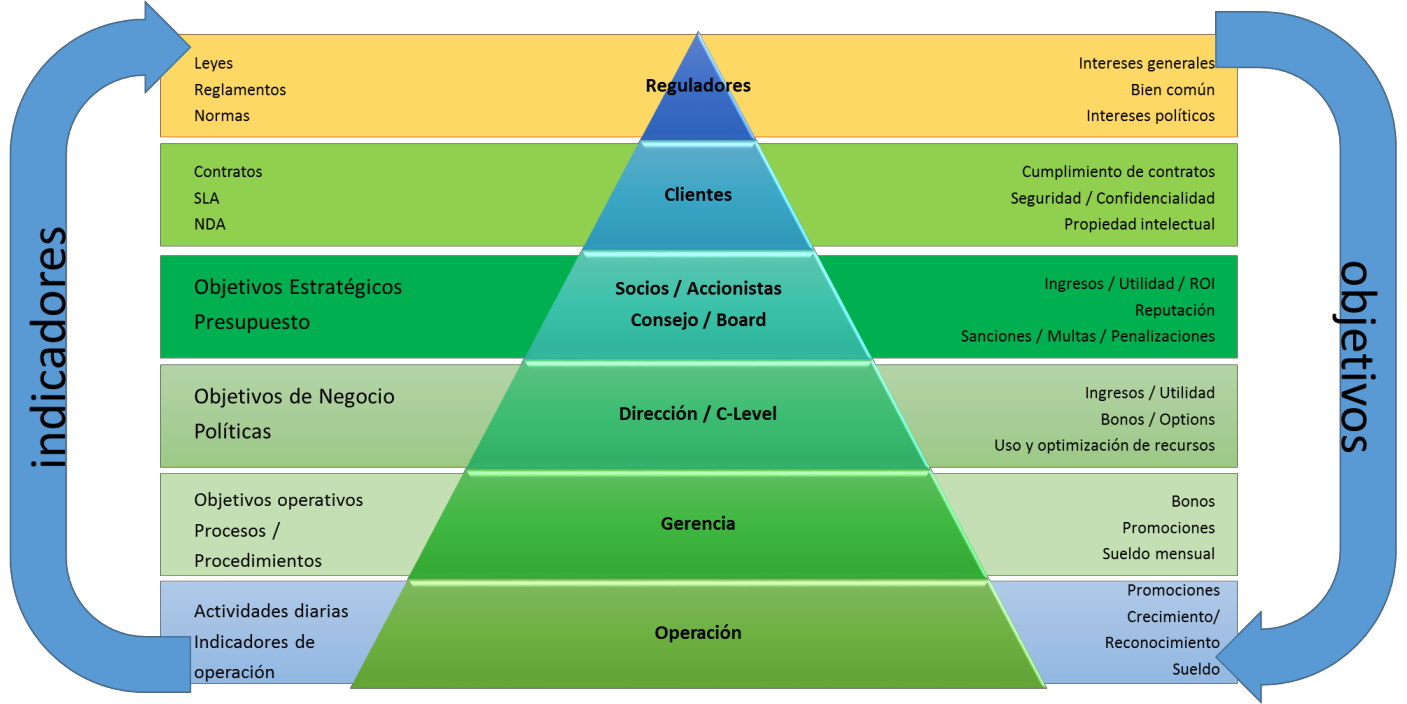 indicadores
objetivos
Leyes
Reglamentos
Normas
Reguladores
Intereses generales
Bien común
Intereses políticos
Contratos
SLA
NDA
Clientes
Cumplimiento de contratos
Seguridad / Confidencialidad
Propiedad intelectual
Objetivos Estratégicos
Presupuesto
Socios / Accionistas
Consejo / Board
Ingresos / Utilidad / ROI
Reputación
Sanciones / Multas / Penalizaciones
Objetivos de Negocio
Políticas
Dirección / C-Level
Ingresos / Utilidad
Bonos / Options
Uso y optimización de recursos
Objetivos operativos
Procesos /
Procedimientos
Gerencia
Bonos
Promociones
Sueldo mensual
Actividades diarias
Indicadores de
operación
Operación
Promociones
Crecimiento/
Reconocimiento
Sueldo